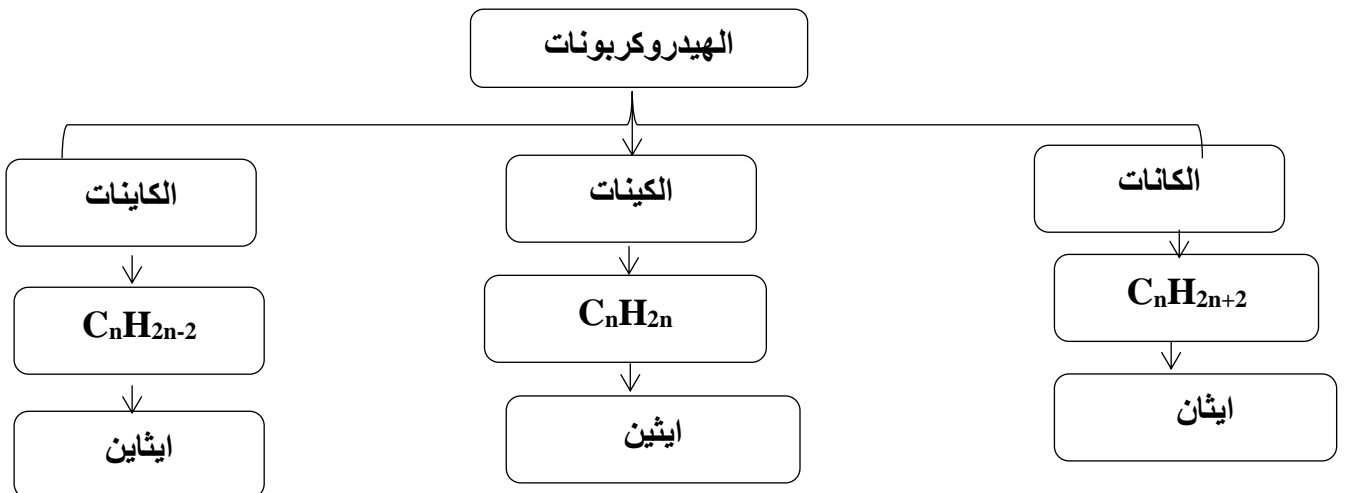 الهيدروكربونات
الكانات
الكينات
الكاينات
CnH2n+2
CnH2n
CnH2n-2
ايثان
ايثين
ايثاين